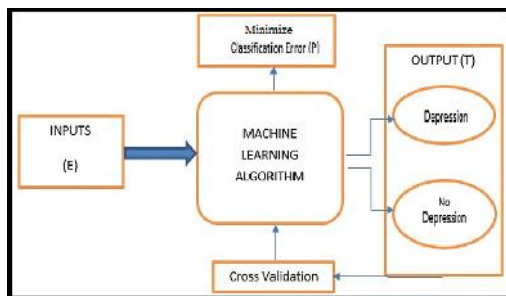 Minimize
Classification Error (P)
OUTPUT (T)
INPUTS
(E)
MACHINE
LEARNING
ALGORITHM
Depression
No
Depression
Cross Validation